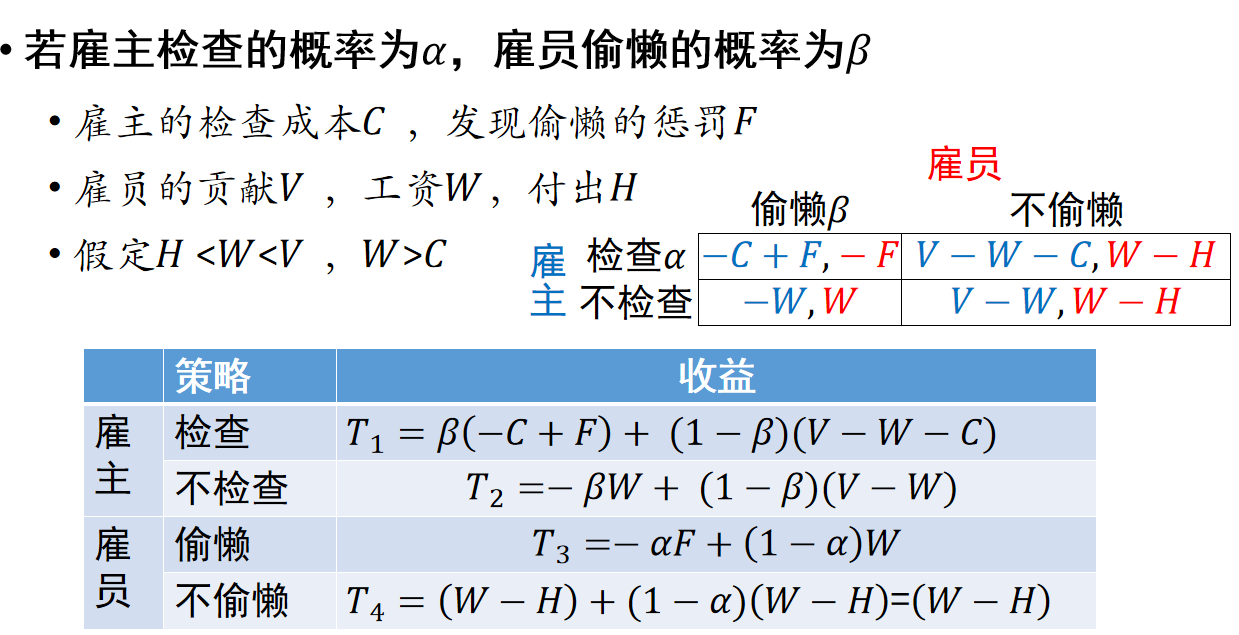 • 若雇主检查的概率为α，雇员偷懒的概率为β
• 雇主的检查成本C ，发现偷懒的惩罚F
• 雇员的贡献V ，工资W ，付出H
• 假定H <W<V ，W>C
雇员
偷懒β 不偷懒
雇主
检查α −C + F,− F V − W − C,W − H
不检查 −W,W V − W,W − H
策略 收益
雇主
检查 T₁ = β(−C + F) + (1 − β)(V − W − C)
不检查 T₂ =− βW + (1 − β)(V − W)
雇员
偷懒 T₃ =− αF + (1 − α)W
不偷懒 T₄ = (W − H) + (1 − α)(W − H)=(W − H)